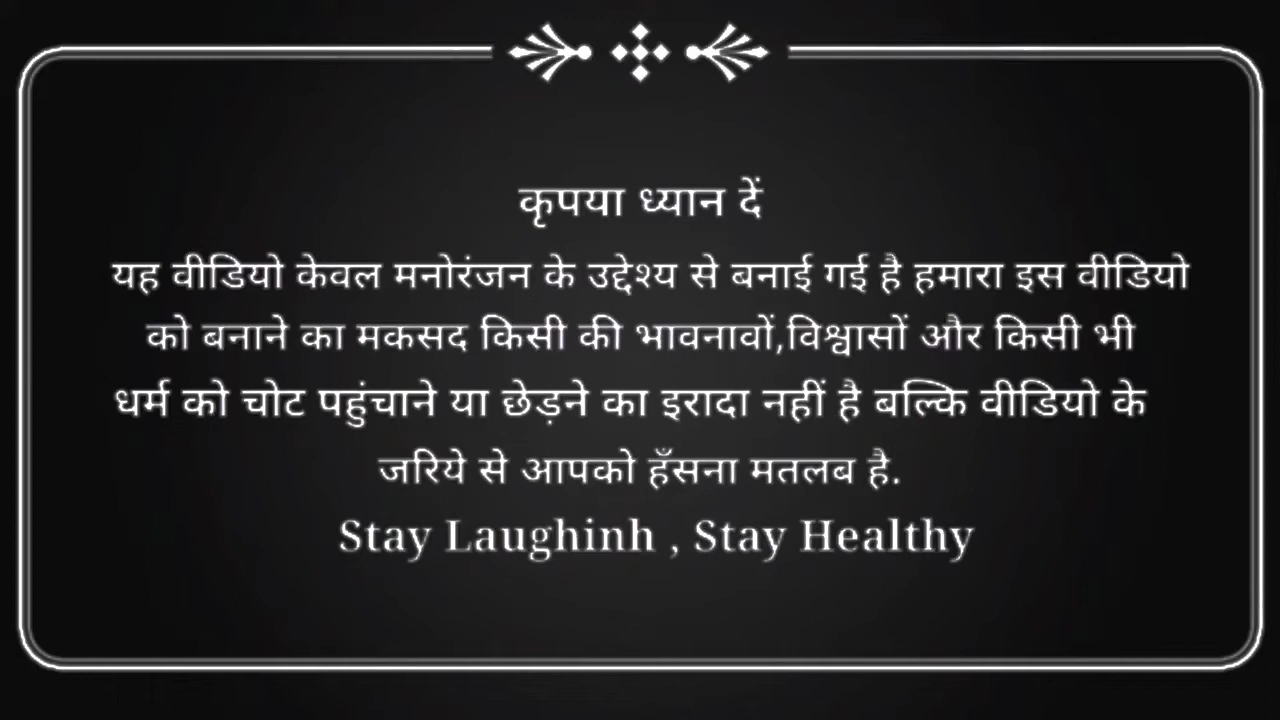 कृपया ध्यान दें
यह वीडियो केवल मनोरंजन के उद्देश्य से बनाई गई है हमारा इस वीडियो
को बनाने का मकसद किसी की भावनावों,विश्वासों और किसी भी
धर्म को चोट पहुंचाने या छेड़ने का इरादा नहीं है बल्कि वीडियो के
जरिये से आपको हँसना मतलब है.
Stay Laughinh , Stay Healthy